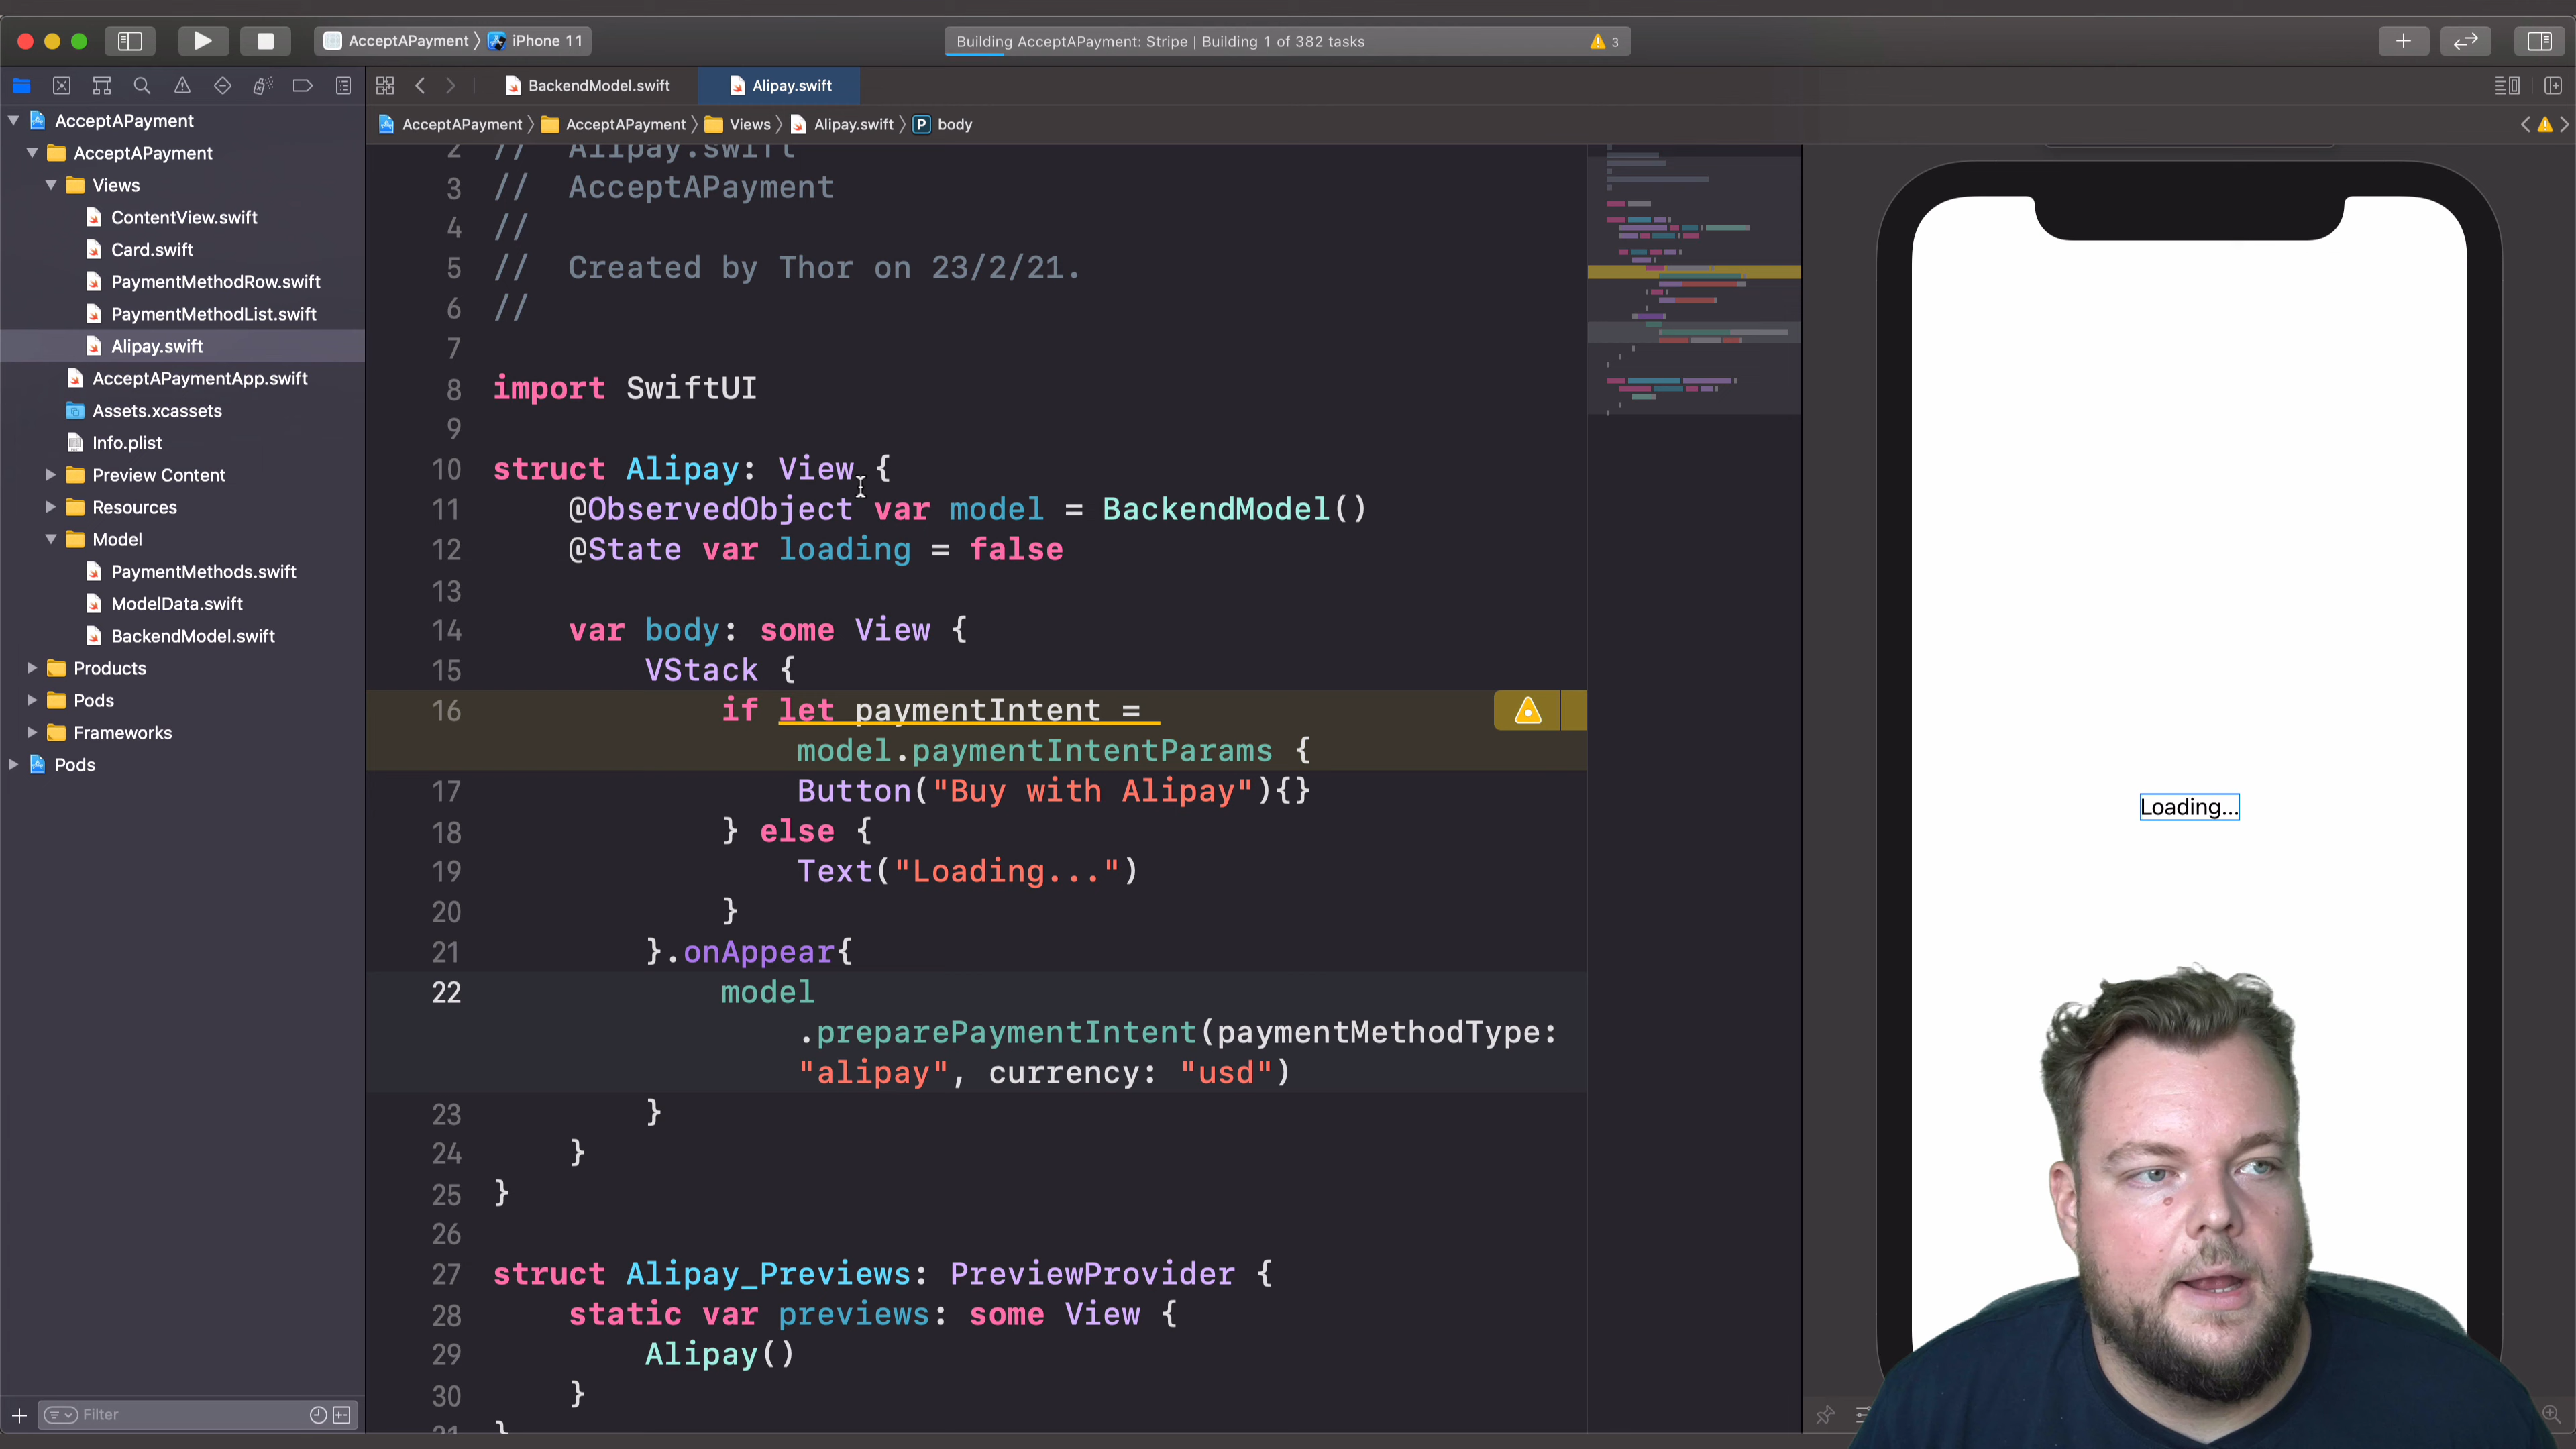 AcceptAPayment iPhone 11
Building AcceptAPayment: Stripe | Building 1 of 382 tasks 3
BackendModel.swift
Alipay.swift
AcceptAPayment AcceptAPayment Views Alipay.swift P body
AcceptAPayment
AcceptAPayment
Views
ContentView.swift
Card.swift
PaymentMethodRow.swift
PaymentMethodList.swift
Alipay.swift
AcceptAPaymentApp.swift
Assets.xcassets
Info.plist
Preview Content
Resources
Model
PaymentMethods.swift
ModelData.swift
BackendModel.swift
Products
Pods
Frameworks
Pods
Filter
2 // Alipay.swift
3 // AcceptAPayment
4 //
5 // Created by Thor on 23/2/21.
6 //
7
8 import SwiftUI
9
10 struct Alipay: View {
11 @ObservedObject var model = BackendModel()
12 @State var loading = false
13
14 var body: some View {
15 VStack {
16 if let paymentIntent =
model.paymentIntentParams {
17 Button("Buy with Alipay"){}
18 } else {
19 Text("Loading...")
20 }
21 }.onAppear{
22 model
.preparePaymentIntent(paymentMethodType:
"alipay", currency: "usd")
23 }
24 }
25 }
26
27 struct Alipay_Previews: PreviewProvider {
28 static var previews: some View {
29 Alipay()
30 }
31 }
Loading...